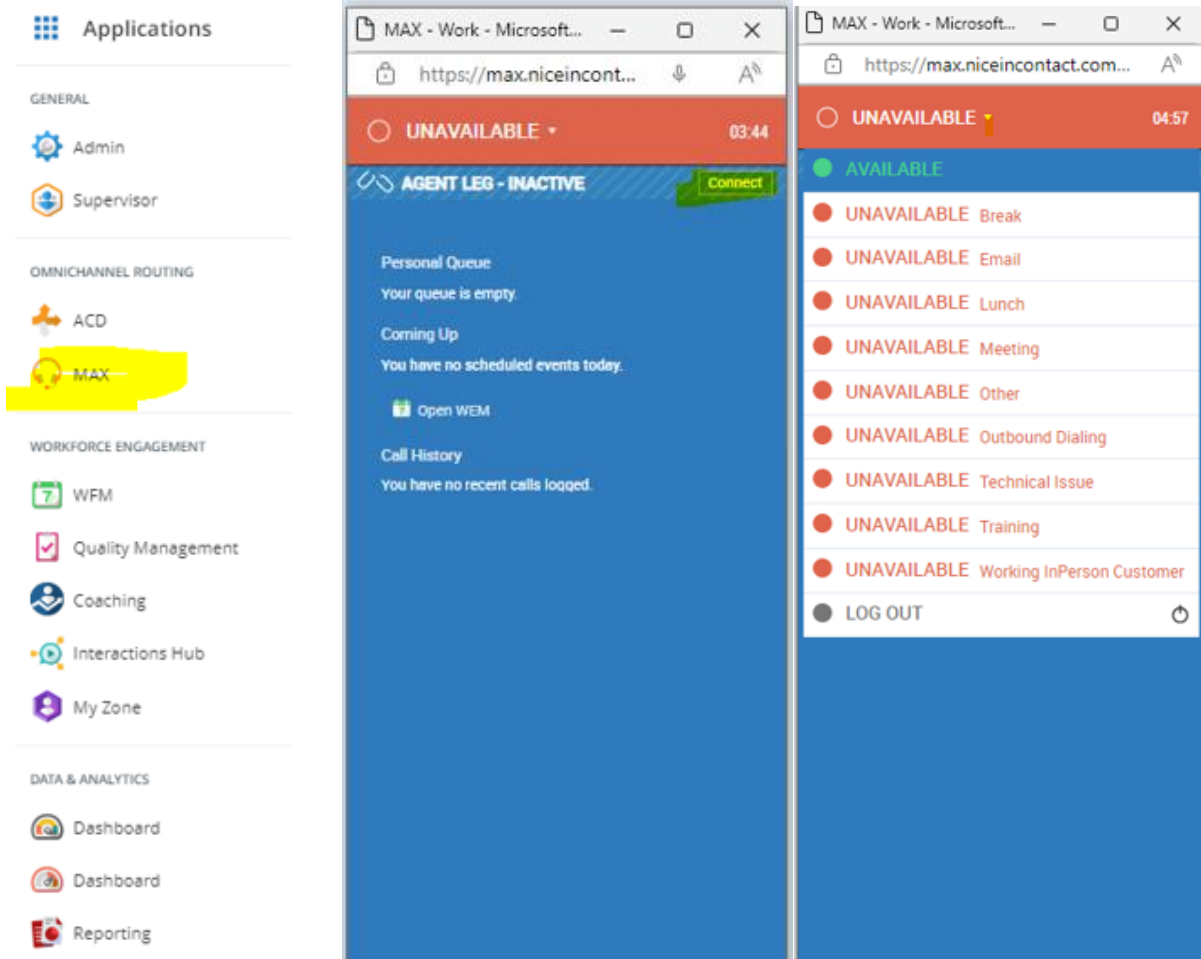 Applications
GENERAL
Admin
Supervisor
OMNICHANNEL ROUTING
ACD
MAX
WORKFORCE ENGAGEMENT
WFM
Quality Management
Coaching
Interactions Hub
My Zone
DATA & ANALYTICS
Dashboard
Dashboard
Reporting
MAX - Work - Microsoft...
https://max.niceincont...
UNAVAILABLE 03:44
AGENT LEG - INACTIVE Connect
Personal Queue
Your queue is empty.
Coming Up
You have no scheduled events today.
Open WEM
Call History
You have no recent calls logged.
MAX - Work - Microsoft...
https://max.niceincontact.com...
UNAVAILABLE 04:57
AVAILABLE
UNAVAILABLE Break
UNAVAILABLE Email
UNAVAILABLE Lunch
UNAVAILABLE Meeting
UNAVAILABLE Other
UNAVAILABLE Outbound Dialing
UNAVAILABLE Technical Issue
UNAVAILABLE Training
UNAVAILABLE Working InPerson Customer
LOG OUT